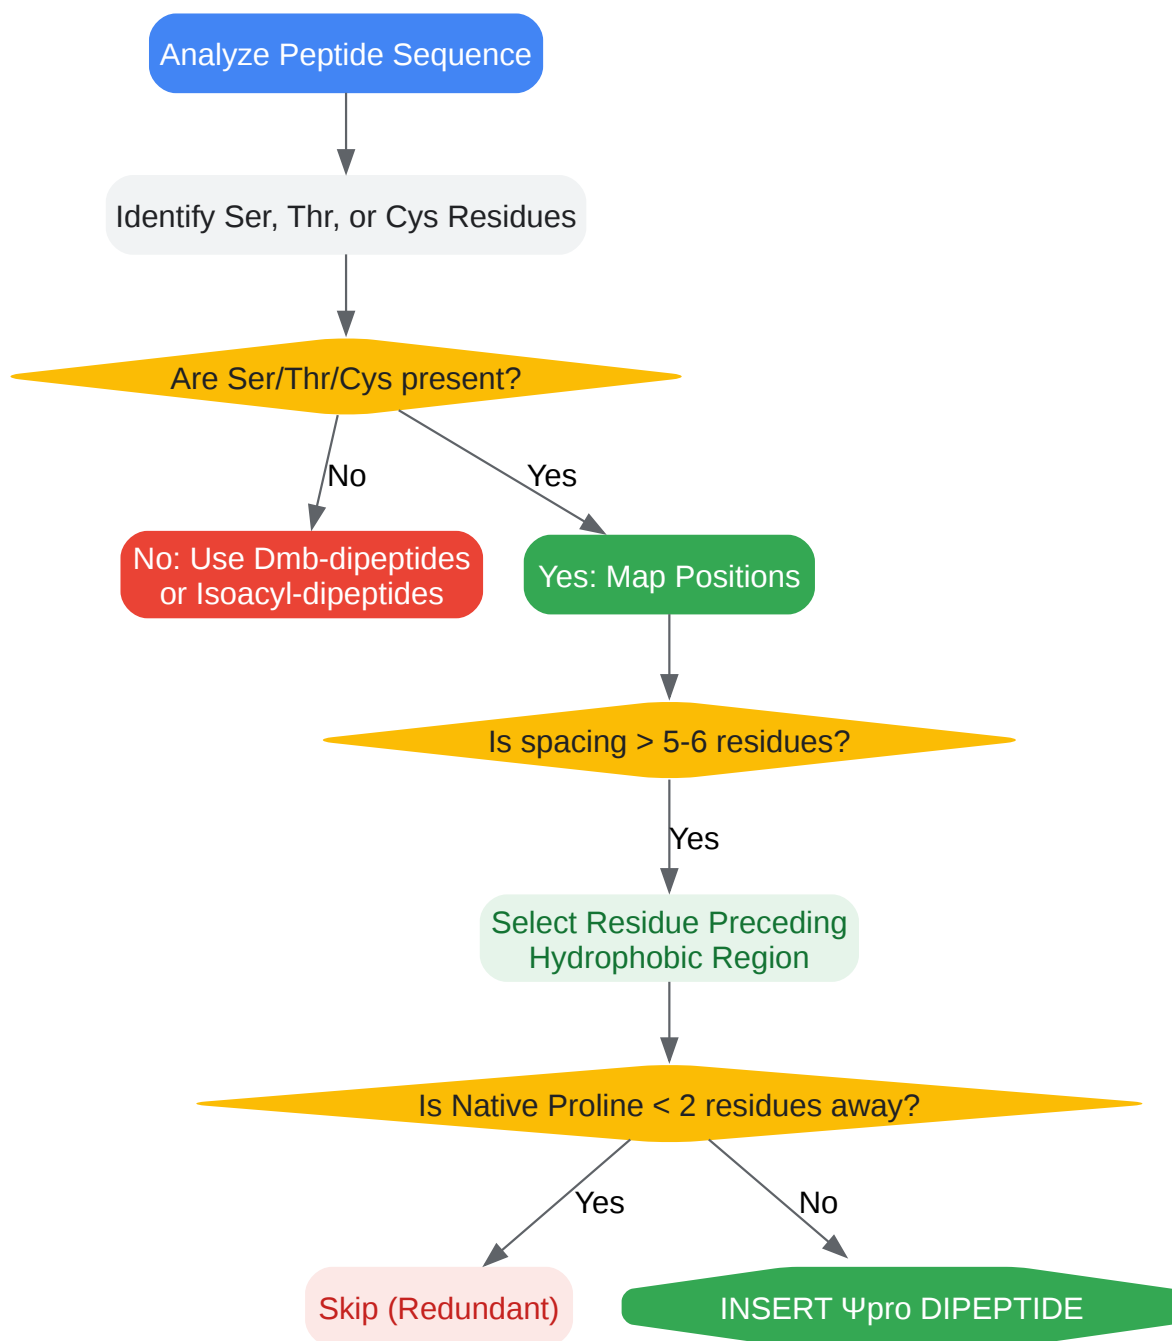 Analyze Peptide Sequence
Identify Ser, Thr, or Cys Residues
Are Ser/Thr/Cys present?
No
Yes
No: Use Dmb-dipeptides
or Isoacyl-dipeptides
Yes: Map Positions
Is spacing > 5-6 residues?
Yes
Select Residue Preceding
Hydrophobic Region
Is Native Proline < 2 residues away?
Yes
No
Skip (Redundant)
INSERT Ψpro DIPEPTIDE